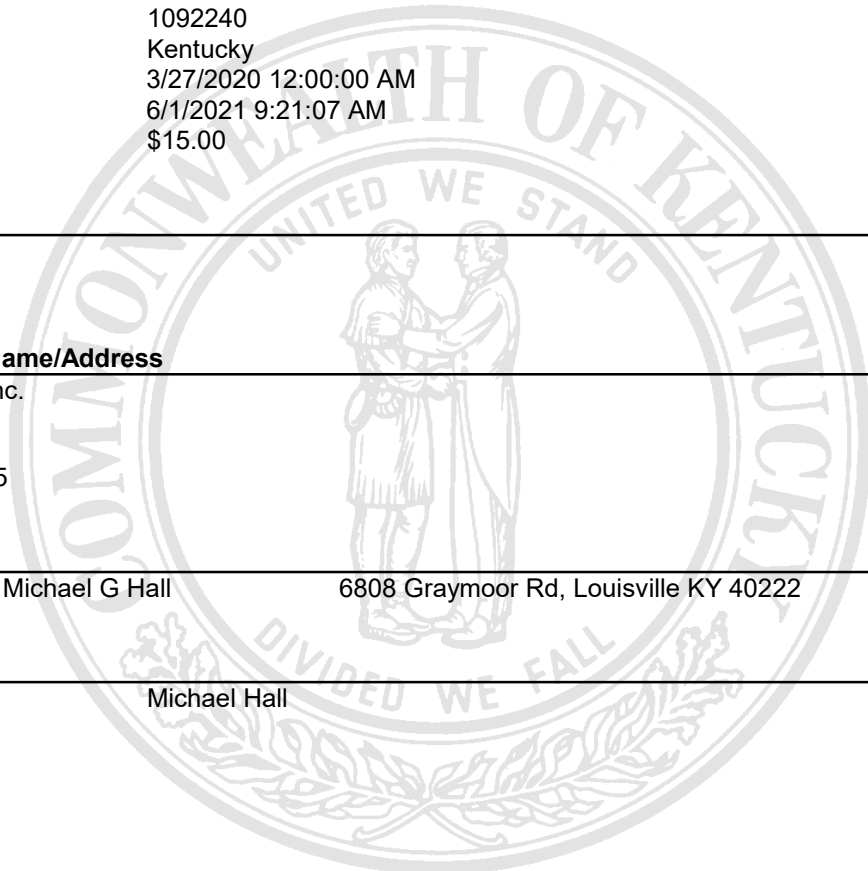 1092240
Kentucky
3/27/2020 12:00:00 AM
6/1/2021 9:21:07 AM
$15.00
COMMONWEALTH OF KENTUCKY
UNITED WE STAND
ame/Address
nc.
5
Michael G Hall 6808 Graymoor Rd, Louisville KY 40222
DIVIDED WE FALL
Michael Hall